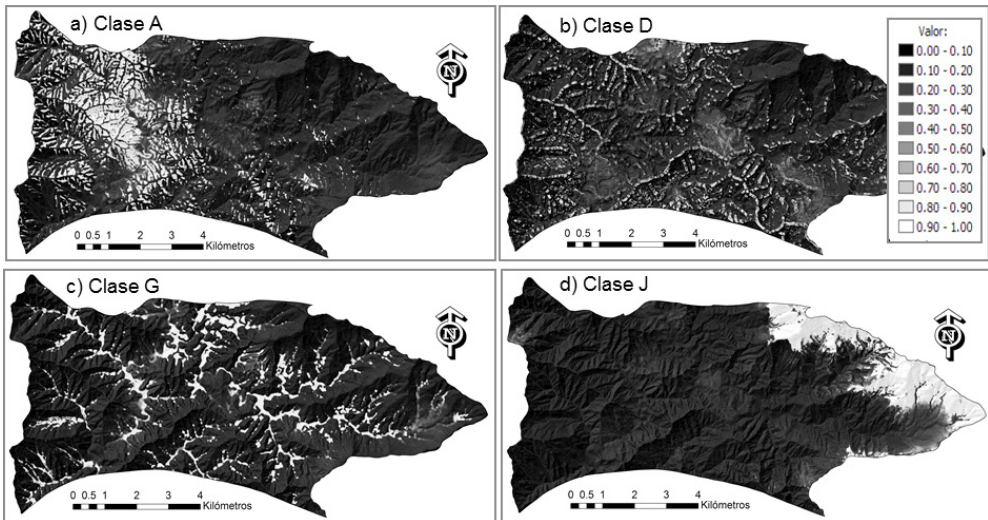 a) Clase A
N
0 0.5 1 2 3 4
Kilómetros
b) Clase D
N
0 0.5 1 2 3 4
Kilómetros
Valor:
0.00 - 0.10
0.10 - 0.20
0.20 - 0.30
0.30 - 0.40
0.40 - 0.50
0.50 - 0.60
0.60 - 0.70
0.70 - 0.80
0.80 - 0.90
0.90 - 1.00
c) Clase G
N
0 0.5 1 2 3 4
Kilómetros
d) Clase J
N
0 0.5 1 2 3 4
Kilómetros